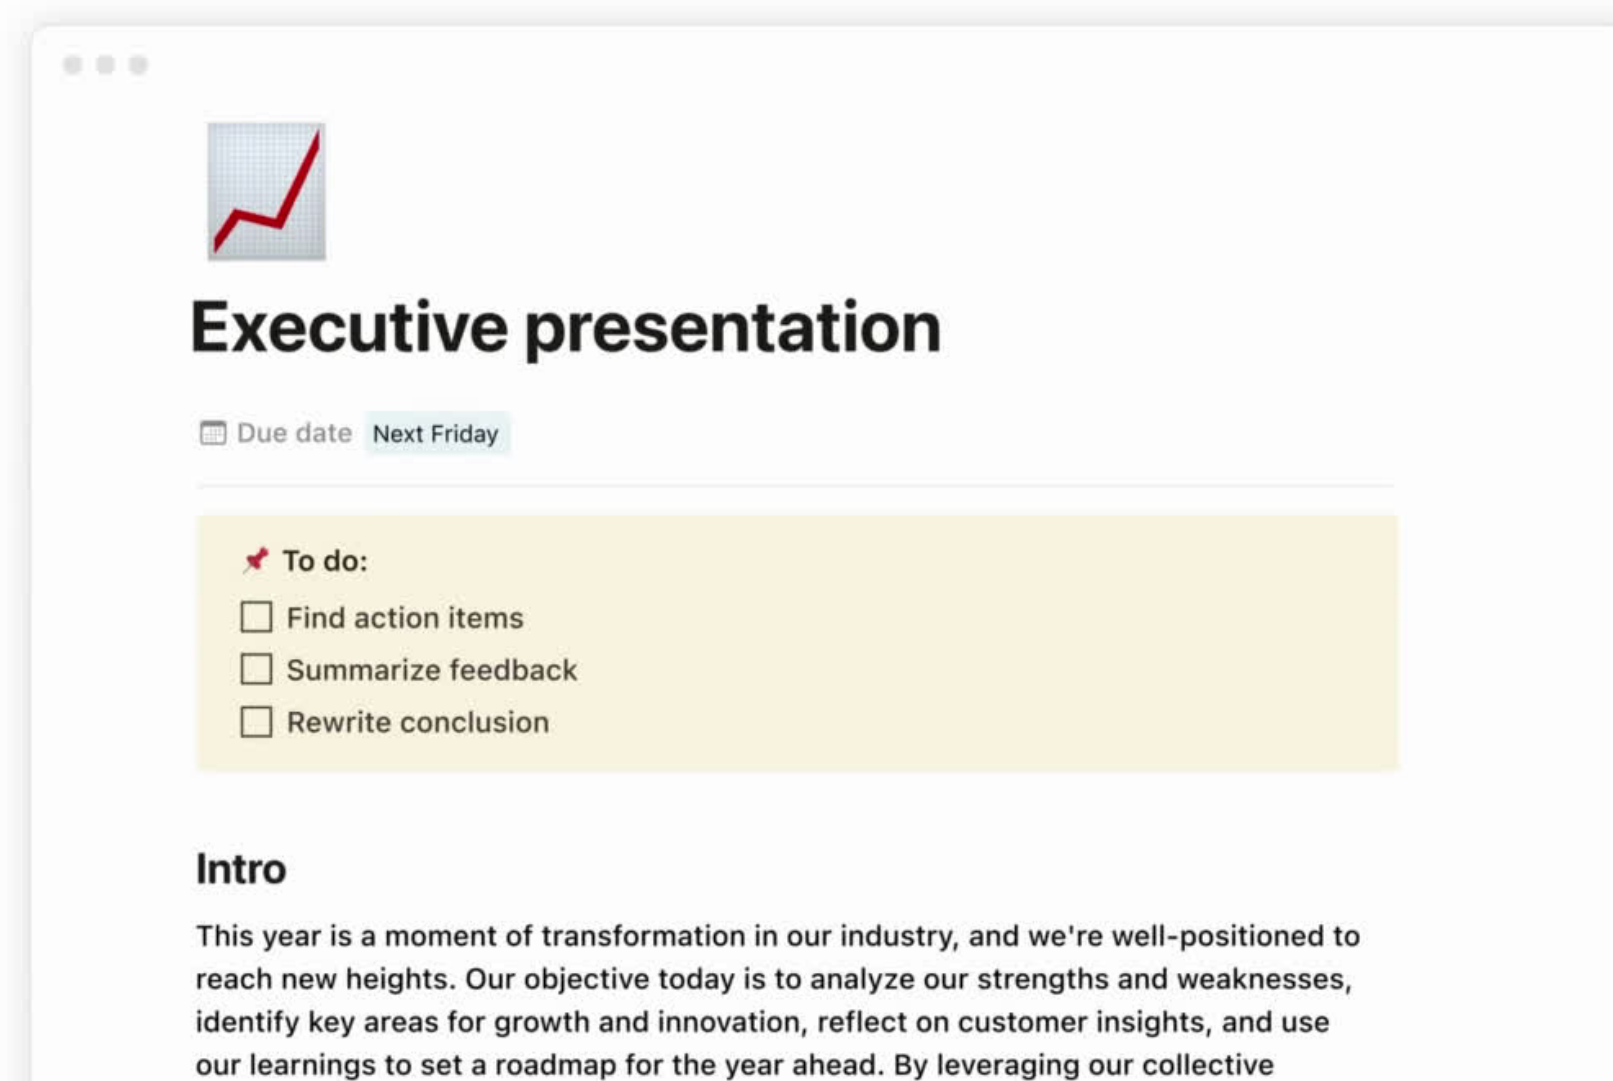 Executive presentation
Due date Next Friday
To do:
Find action items
Summarize feedback
Rewrite conclusion
Intro
This year is a moment of transformation in our industry, and we're well-positioned to
reach new heights. Our objective today is to analyze our strengths and weaknesses,
identify key areas for growth and innovation, reflect on customer insights, and use
our learnings to set a roadmap for the year ahead. By leveraging our collective